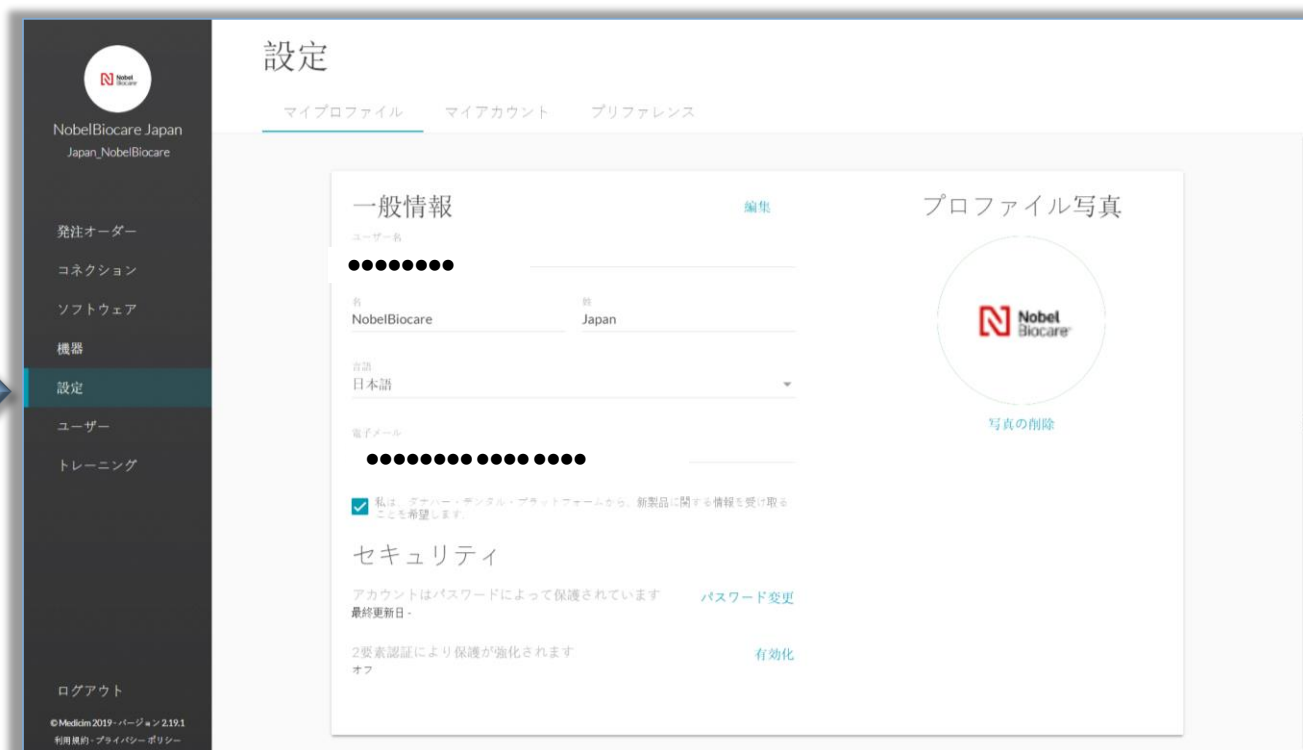 Nobel
Biocare
NobelBiocare Japan
Japan_NobelBiocare
発注オーダー
コネクション
ソフトウェア
機器
設定
ユーザー
トレーニング
ログアウト
© Medicim 2019 - バージョン 2.19.1
利用規約 - プライバシー ポリシー
設定
マイプロファイル マイアカウント プリファレンス
一般情報 編集
ユーザー名
●●●●●●●●
名 姓
NobelBiocare Japan
言語
日本語
電子メール
●●●●●●●● ●●●● ●●●●
私は、ダナハー・デンタル・プラットフォームから、新製品に関する情報を受け取る
ことを希望します。
セキュリティ
アカウントはパスワードによって保護されています パスワード変更
最終更新日 -
2要素認証により保護が強化されます 有効化
オフ
プロファイル写真
Nobel
Biocare
写真の削除